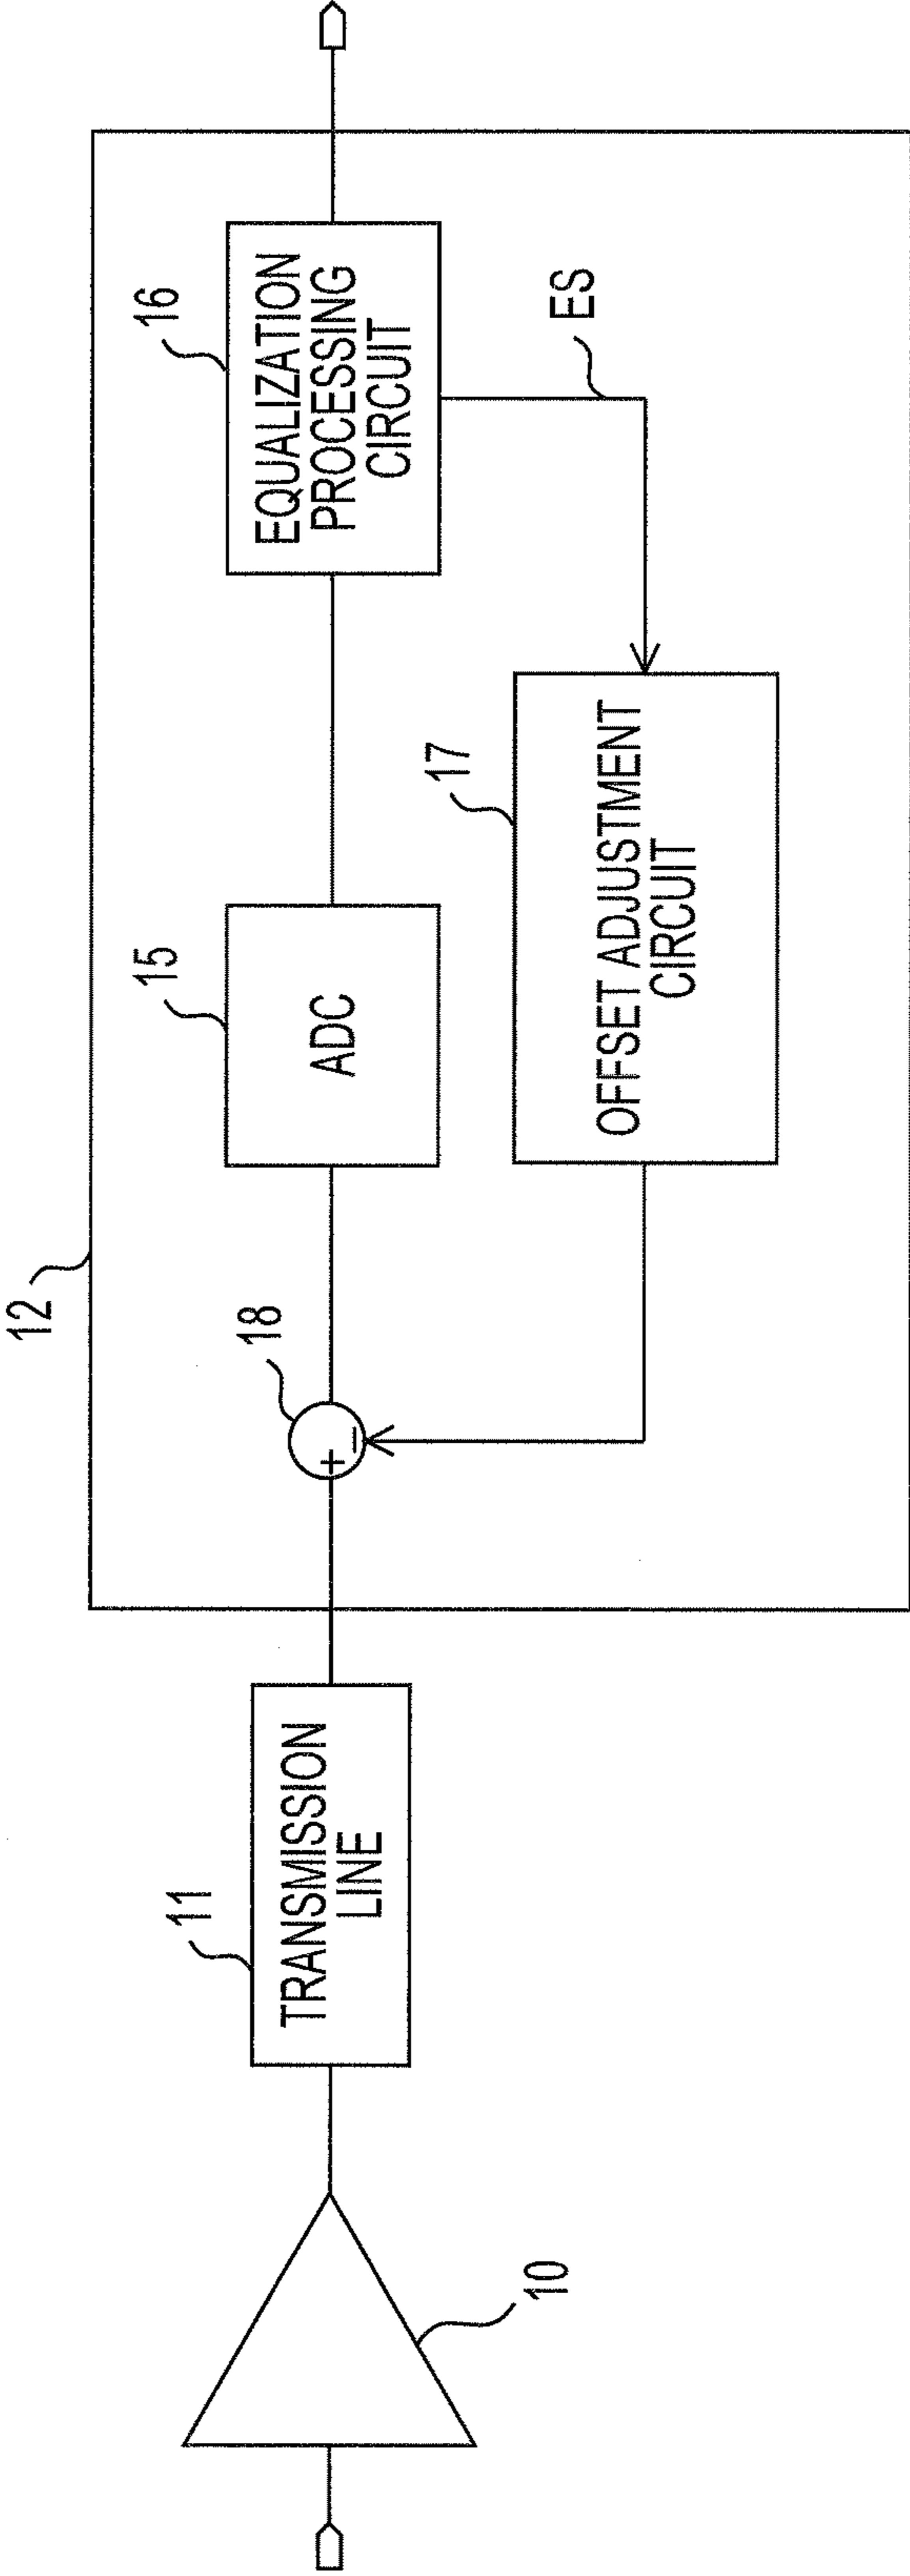 12
10
11
TRANSMISSION
LINE
18
+
−
15
ADC
16
EQUALIZATION
PROCESSING
CIRCUIT
17
OFFSET ADJUSTMENT
CIRCUIT
ES